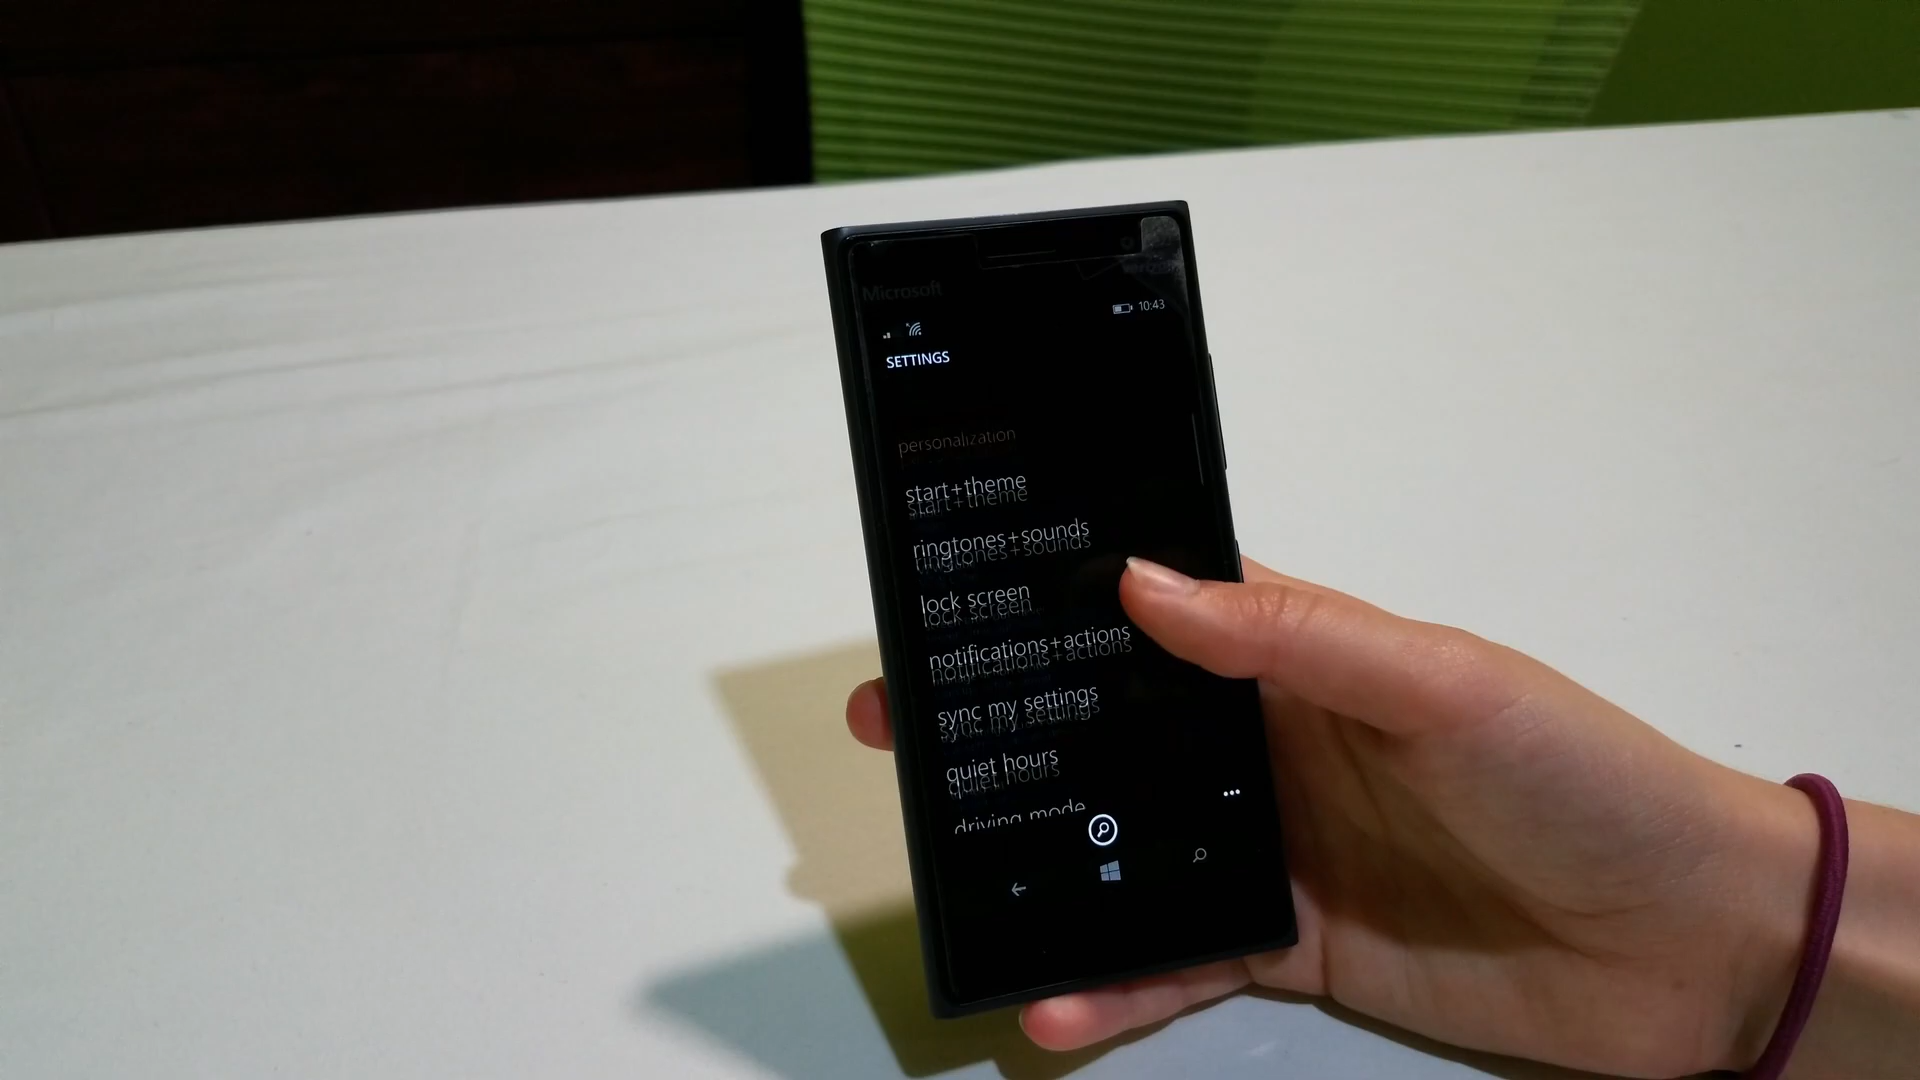 Microsoft
10:43
SETTINGS
personalization
start+theme
ringtones+sounds
lock screen
notifications+actions
sync my settings
quiet hours
driving mode